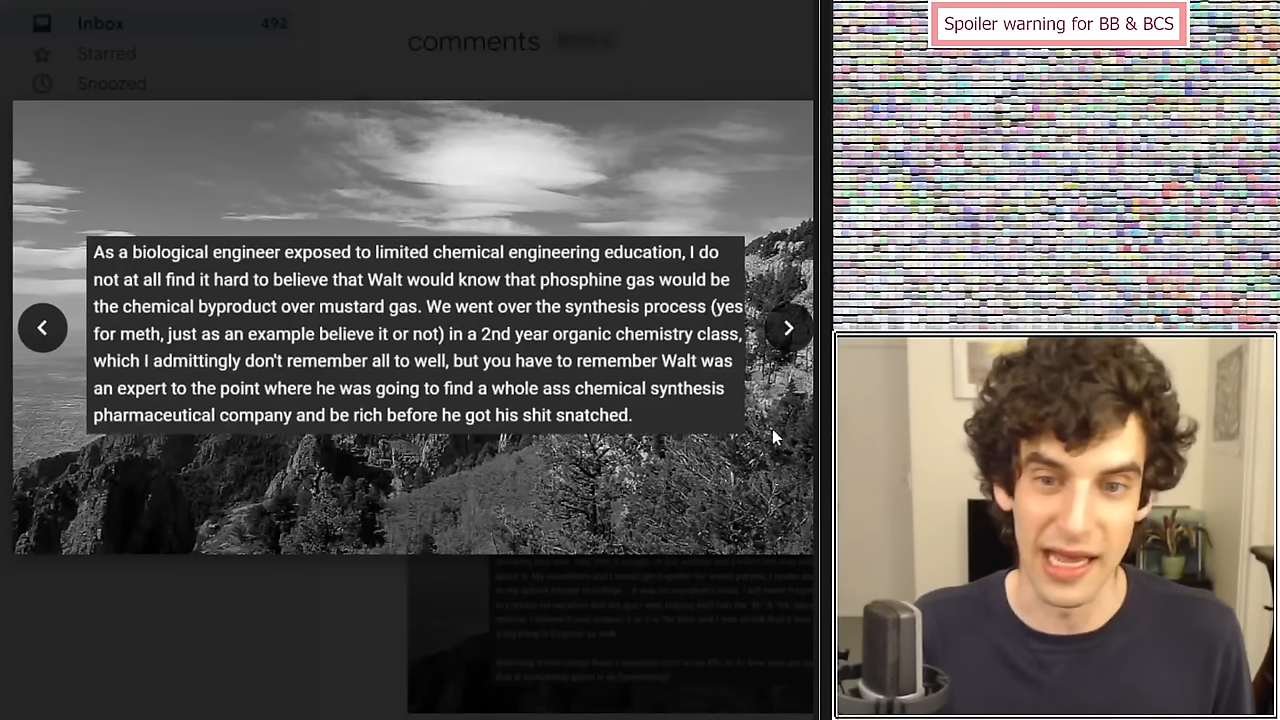 Inbox 492
Starred
Snoozed
comments
Spoiler warning for BB & BCS
As a biological engineer exposed to limited chemical engineering education, I do
not at all find it hard to believe that Walt would know that phosphine gas would be
the chemical byproduct over mustard gas. We went over the synthesis process (yes
for meth, just as an example believe it or not) in a 2nd year organic chemistry class,
which I admittingly don't remember all to well, but you have to remember Walt was
an expert to the point where he was going to find a whole ass chemical synthesis
pharmaceutical company and be rich before he got his shit snatched.